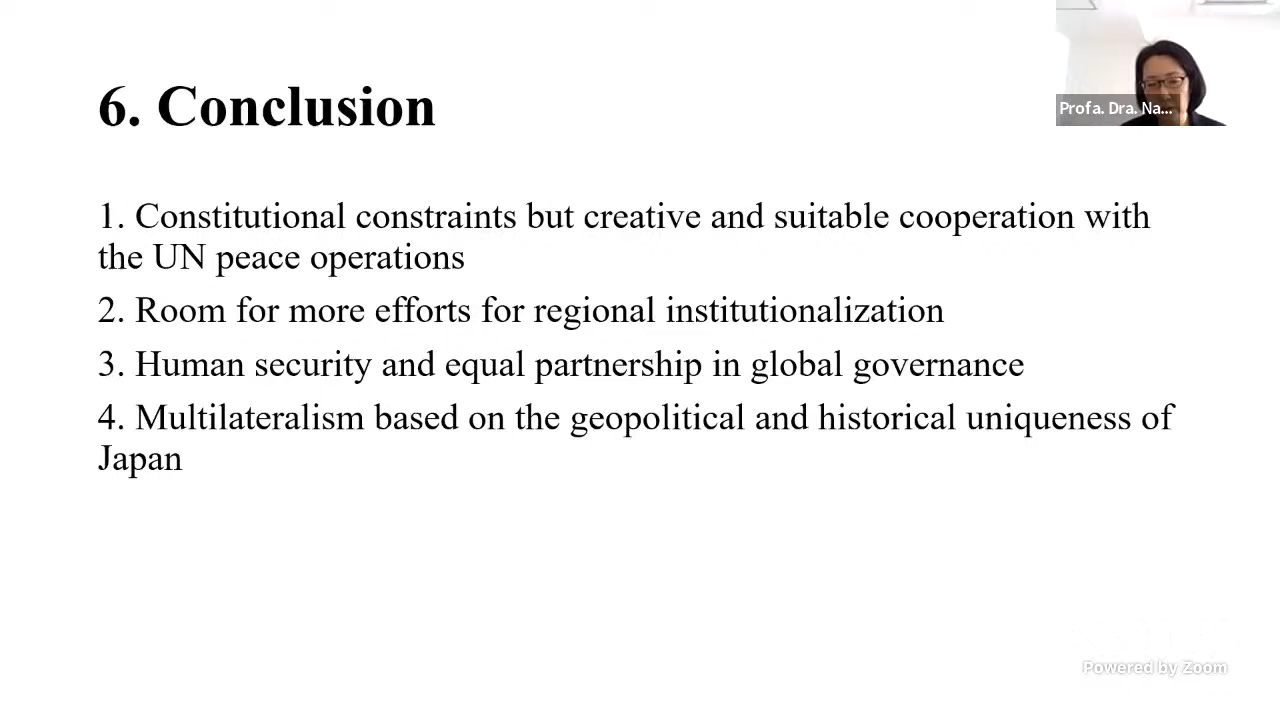 6. Conclusion
Profa. Dra. Na...
1. Constitutional constraints but creative and suitable cooperation with
the UN peace operations
2. Room for more efforts for regional institutionalization
3. Human security and equal partnership in global governance
4. Multilateralism based on the geopolitical and historical uniqueness of
Japan
Powered by Zoom